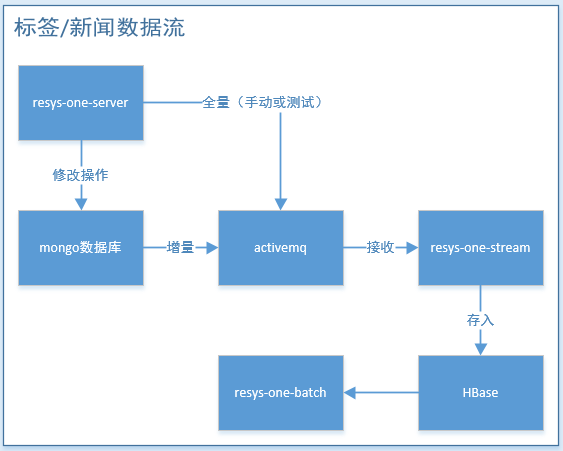 标签/新闻数据流
resys-one-server
全量（手动或测试）
修改操作
mongo数据库
增量
activemq
接收
resys-one-stream
存入
resys-one-batch
HBase